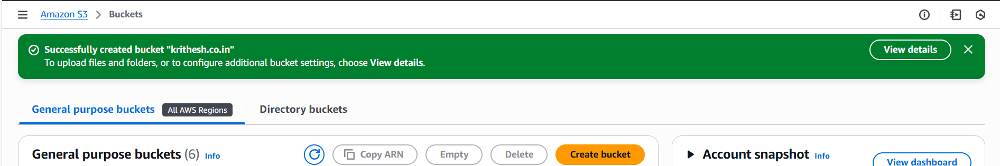 Amazon S3 > Buckets
Successfully created bucket "krithesh.co.in"
To upload files and folders, or to configure additional bucket settings, choose View details.
View details
General purpose buckets All AWS Regions Directory buckets
General purpose buckets (6) Info Copy ARN Empty Delete Create bucket
Account snapshot Info View dashboard